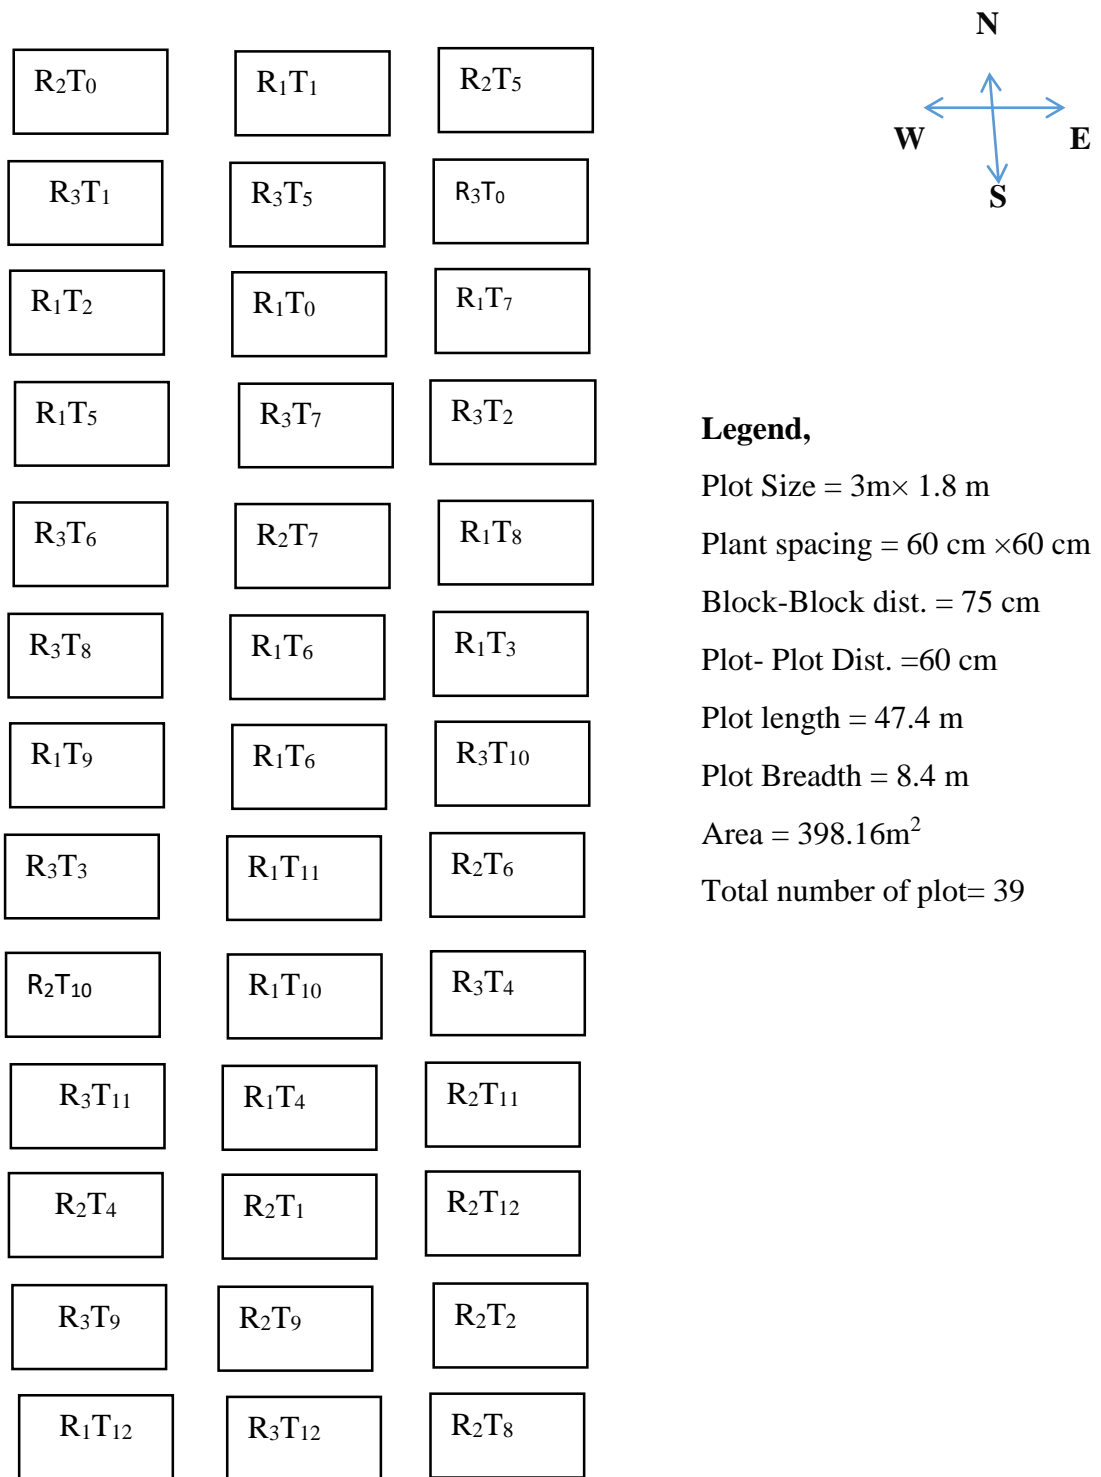 N
W E
S
R₂T₀ R₁T₁ R₂T₅
R₃T₁ R₃T₅ R₃T₀
R₁T₂ R₁T₀ R₁T₇
R₁T₅ R₃T₇ R₃T₂
R₃T₆ R₂T₇ R₁T₈
R₃T₈ R₁T₆ R₁T₃
R₁T₉ R₁T₆ R₃T₁₀
R₃T₃ R₁T₁₁ R₂T₆
R₂T₁₀ R₁T₁₀ R₃T₄
R₃T₁₁ R₁T₄ R₂T₁₁
R₂T₄ R₂T₁ R₂T₁₂
R₃T₉ R₂T₉ R₂T₂
R₁T₁₂ R₃T₁₂ R₂T₈
Legend,
Plot Size = 3m× 1.8 m
Plant spacing = 60 cm ×60 cm
Block-Block dist. = 75 cm
Plot- Plot Dist. =60 cm
Plot length = 47.4 m
Plot Breadth = 8.4 m
Area = 398.16m²
Total number of plot= 39